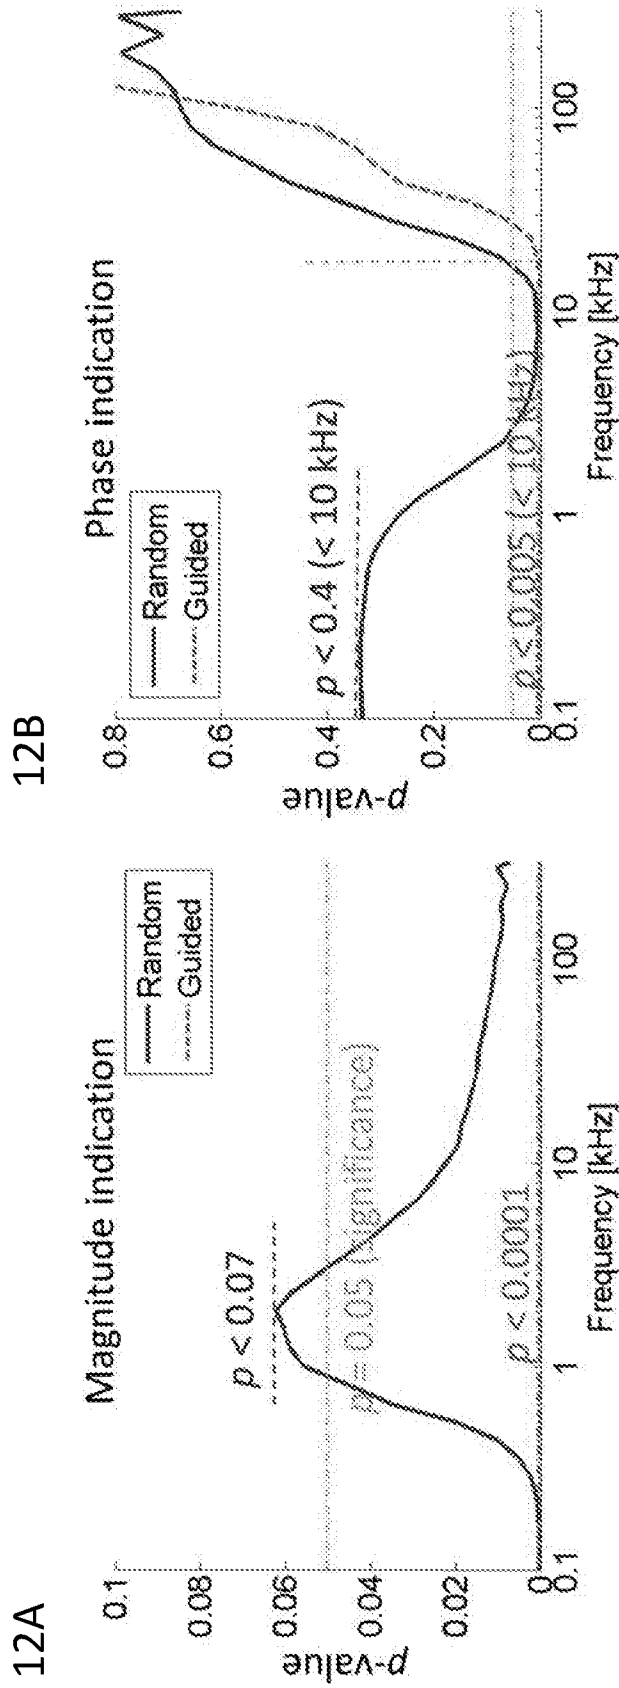 12A
Magnitude indication
Random
Guided
p-value
0.1
0.08
0.06
0.04
0.02
0
p < 0.07
p = 0.05 (significance)
p < 0.0001
0.1
1
10
100
Frequency [kHz]
12B
Phase indication
Random
Guided
p-value
0.8
0.6
0.4
0.2
0
p < 0.4 (< 10 kHz)
p < 0.005 (< 10 kHz)
0.1
1
10
100
Frequency [kHz]